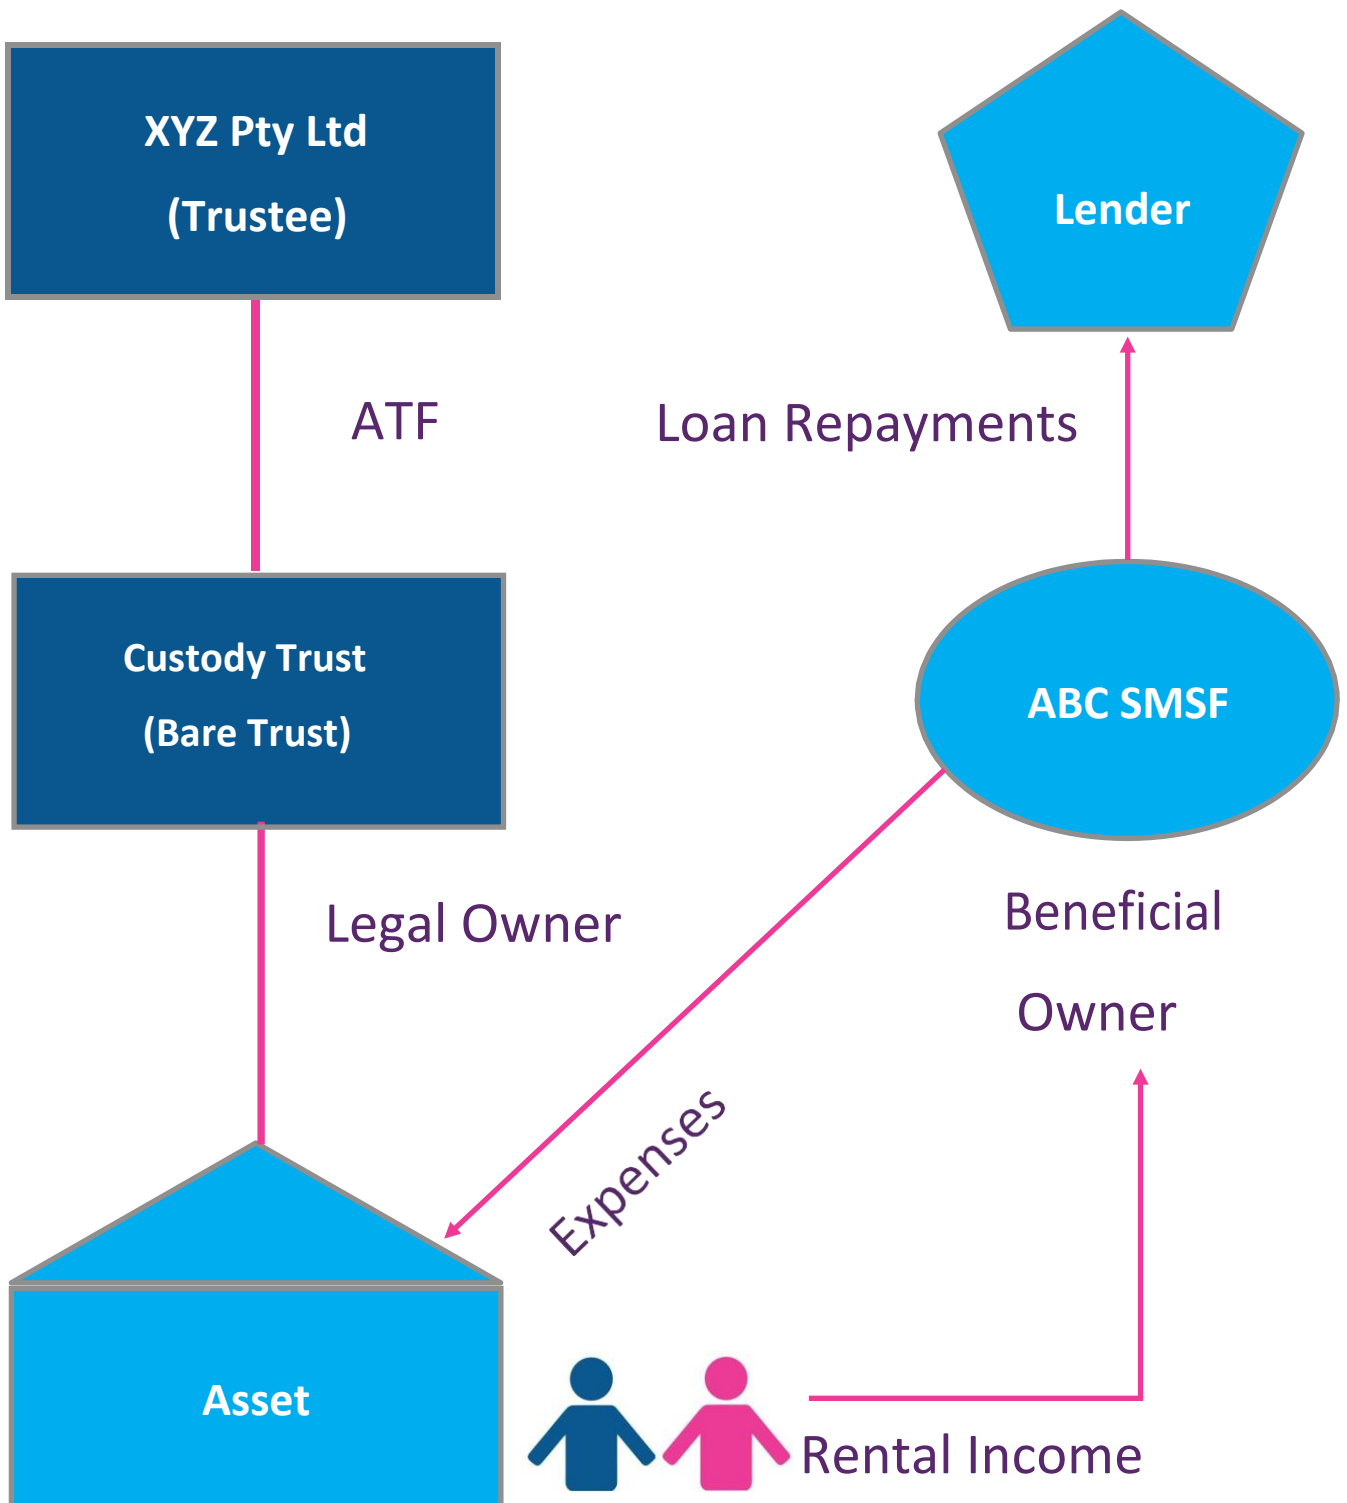 XYZ Pty Ltd
(Trustee)
Lender
ATF
Loan Repayments
Custody Trust
(Bare Trust)
ABC SMSF
Legal Owner
Beneficial
Owner
Expenses
Asset
Rental Income